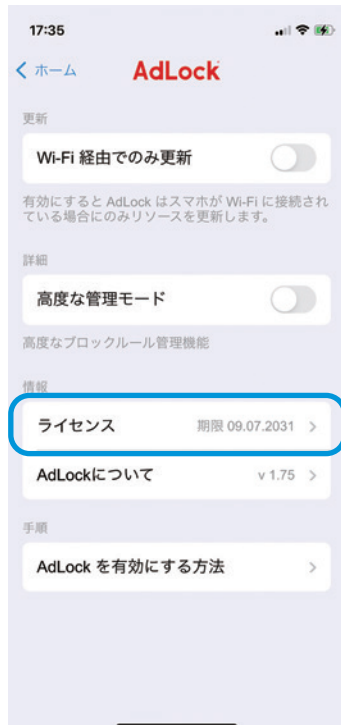 17:35
ホーム
AdLock
更新
Wi-Fi 経由でのみ更新
有効にすると AdLock はスマホが Wi-Fi に接続され
ている場合にのみリソースを更新します。
詳細
高度な管理モード
高度なブロックルール管理機能
情報
ライセンス 期限 09.07.2031
AdLockについて v 1.75
手順
AdLock を有効にする方法